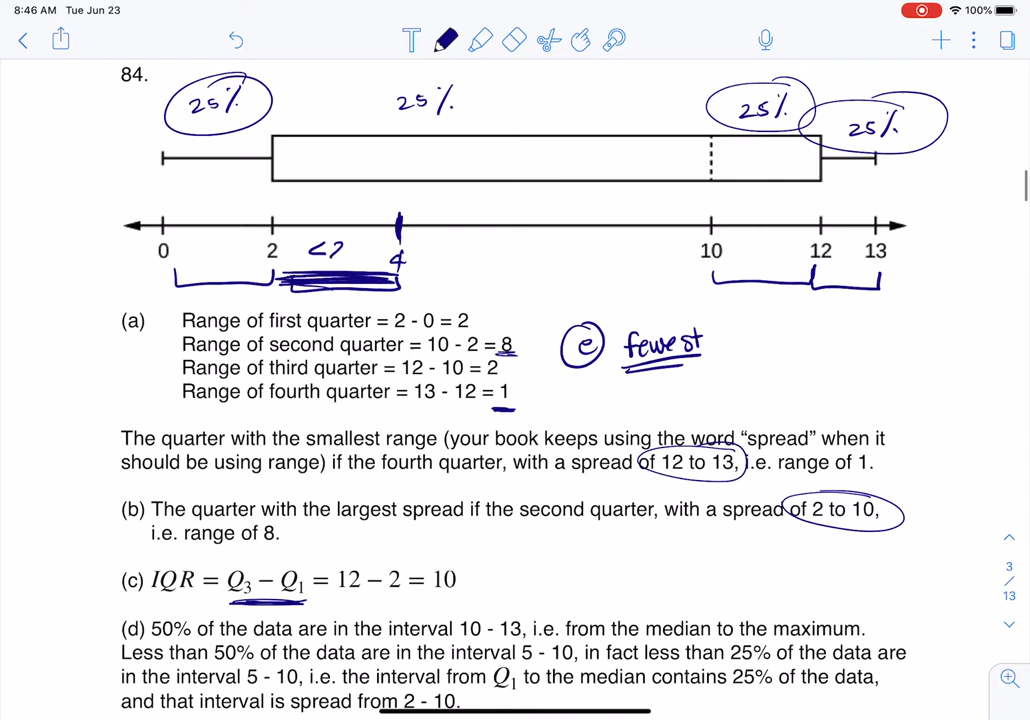 8:46 AM Tue Jun 23
100%
84.
25% 25% 25% 25%
0 2 <2 4 10 12 13
(a) Range of first quarter = 2 - 0 = 2
Range of second quarter = 10 - 2 = 8
Range of third quarter = 12 - 10 = 2
Range of fourth quarter = 13 - 12 = 1
e fewest
The quarter with the smallest range (your book keeps using the word “spread” when it
should be using range) if the fourth quarter, with a spread of 12 to 13, i.e. range of 1.
(b) The quarter with the largest spread if the second quarter, with a spread of 2 to 10,
i.e. range of 8.
(c) IQR = Q₃ − Q₁ = 12 − 2 = 10
(d) 50% of the data are in the interval 10 - 13, i.e. from the median to the maximum.
Less than 50% of the data are in the interval 5 - 10, in fact less than 25% of the data are
in the interval 5 - 10, i.e. the interval from Q₁ to the median contains 25% of the data,
and that interval is spread from 2 - 10.
3
/
13